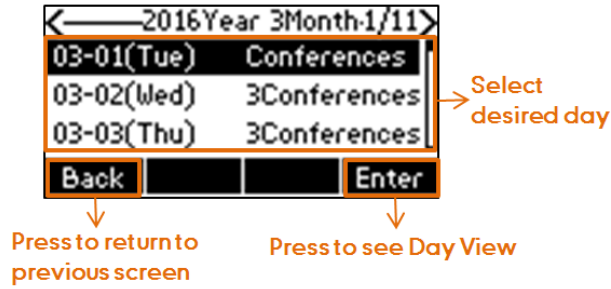 2016Year 3Month 1/11
03-01(Tue) Conferences
03-02(Wed) 3Conferences
03-03(Thu) 3Conferences
Select
desired day
Back Enter
Press to return to
previous screen
Press to see Day View